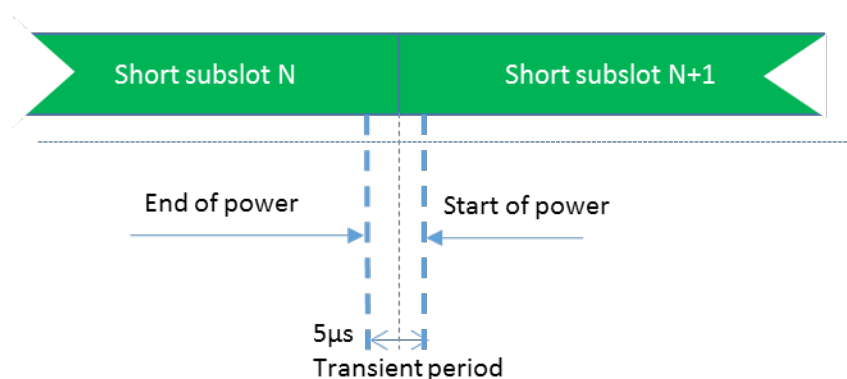 Short subslot N
Short subslot N+1
End of power
Start of power
5µs
Transient period